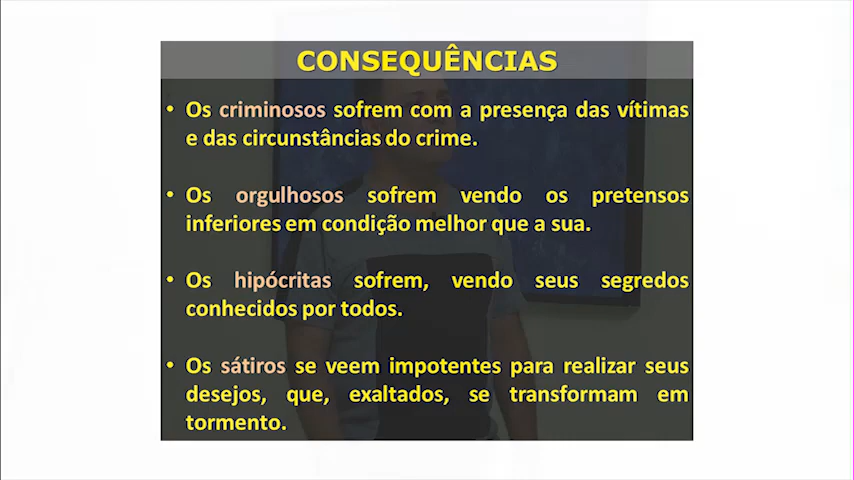 CONSEQUÊNCIAS
• Os criminosos sofrem com a presença das vítimas
e das circunstâncias do crime.
• Os orgulhosos sofrem vendo os pretensos
inferiores em condição melhor que a sua.
• Os hipócritas sofrem, vendo seus segredos
conhecidos por todos.
• Os sátiros se veem impotentes para realizar seus
desejos, que, exaltados, se transformam em
tormento.